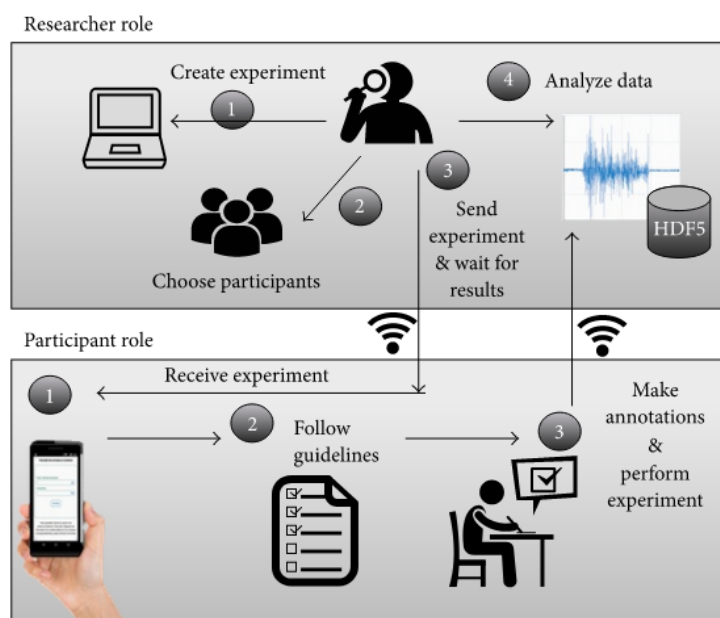 Researcher role
Create experiment
1
4
Analyze data
3
2
Send
experiment
& wait for
results
HDF5
Choose participants
Participant role
Receive experiment
1
2
Follow
guidelines
3
Make
annotations
&
perform
experiment